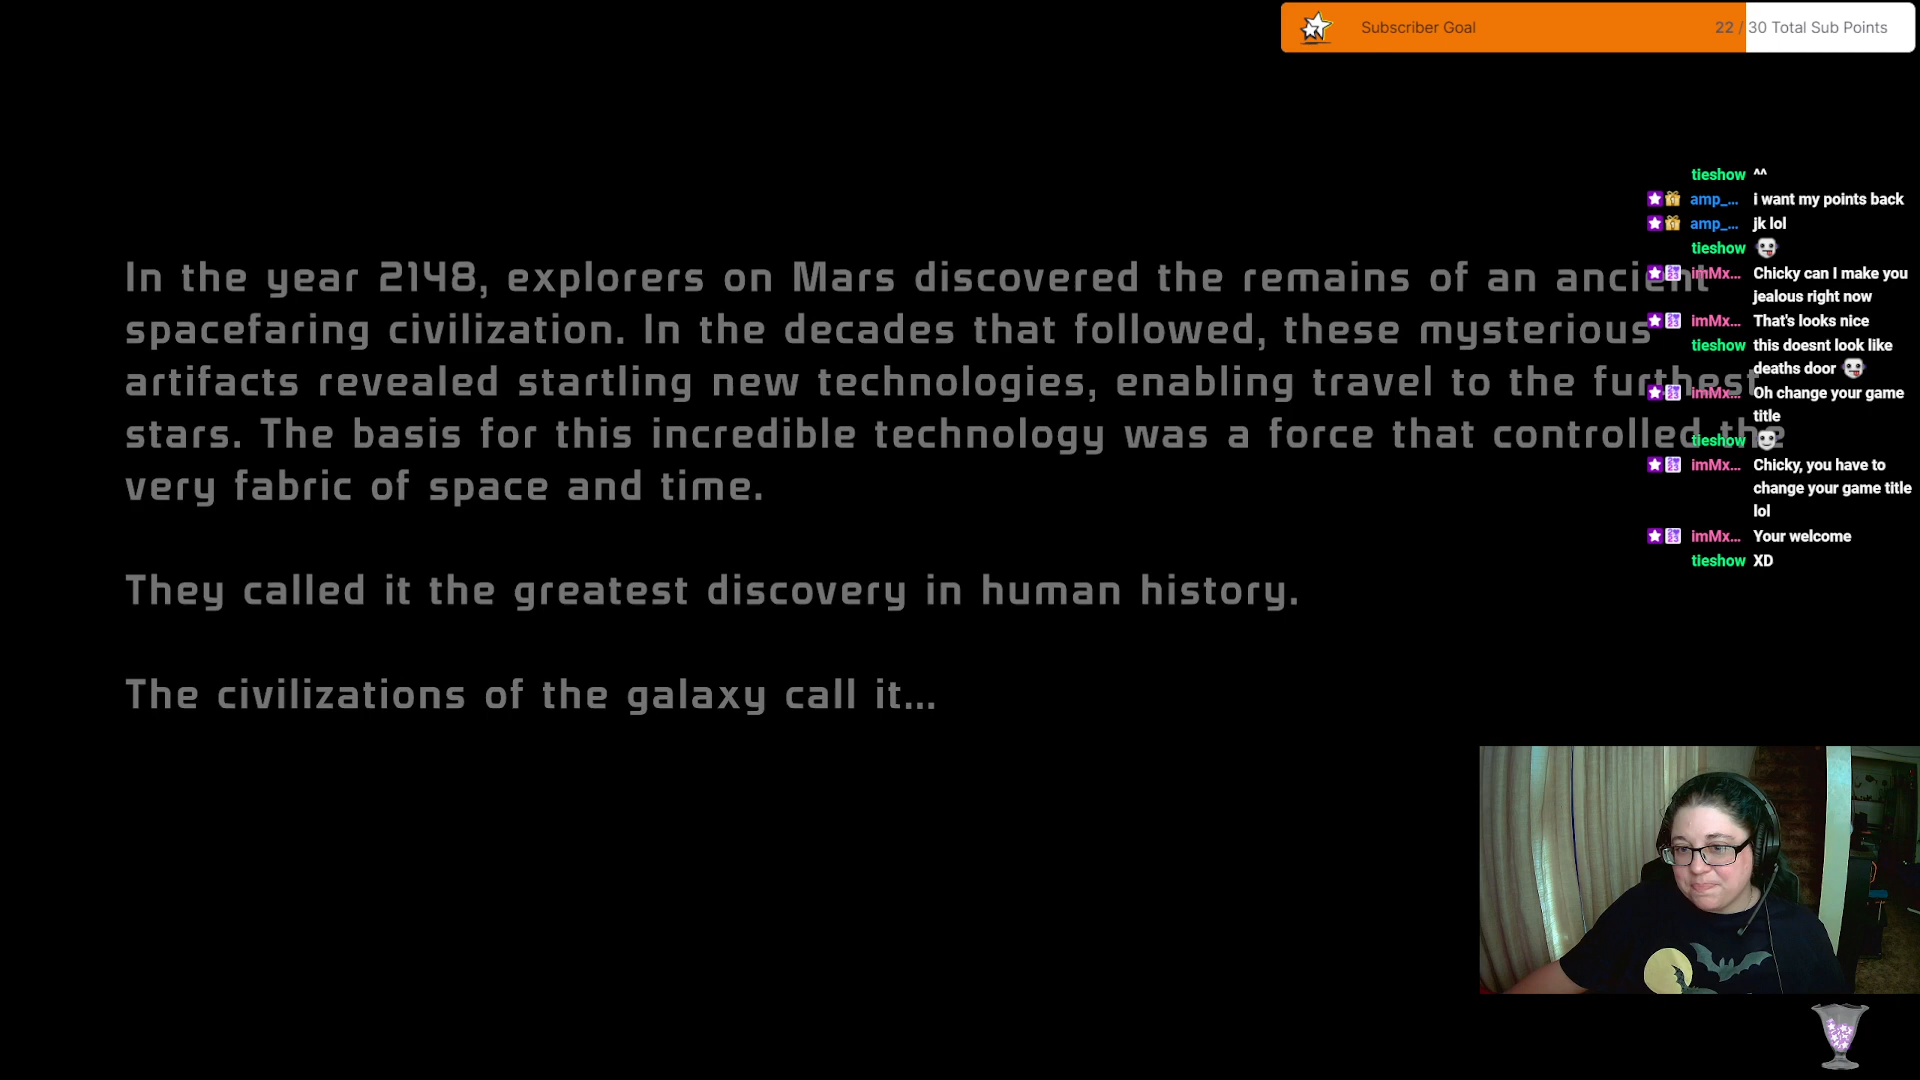 Subscriber Goal 22 / 30 Total Sub Points
In the year 2148, explorers on Mars discovered the remains of an ancient
spacefaring civilization. In the decades that followed, these mysterious
artifacts revealed startling new technologies, enabling travel to the furthest
stars. The basis for this incredible technology was a force that controlled the
very fabric of space and time.
They called it the greatest discovery in human history.
The civilizations of the galaxy call it...
tieshow ^^
amp_... i want my points back
amp_... jk lol
tieshow
imMx... Chicky can I make you
jealous right now
imMx... That's looks nice
tieshow this doesnt look like
deaths door
imMx... Oh change your game
title
tieshow
imMx... Chicky, you have to
change your game title
lol
imMx... Your welcome
tieshow XD